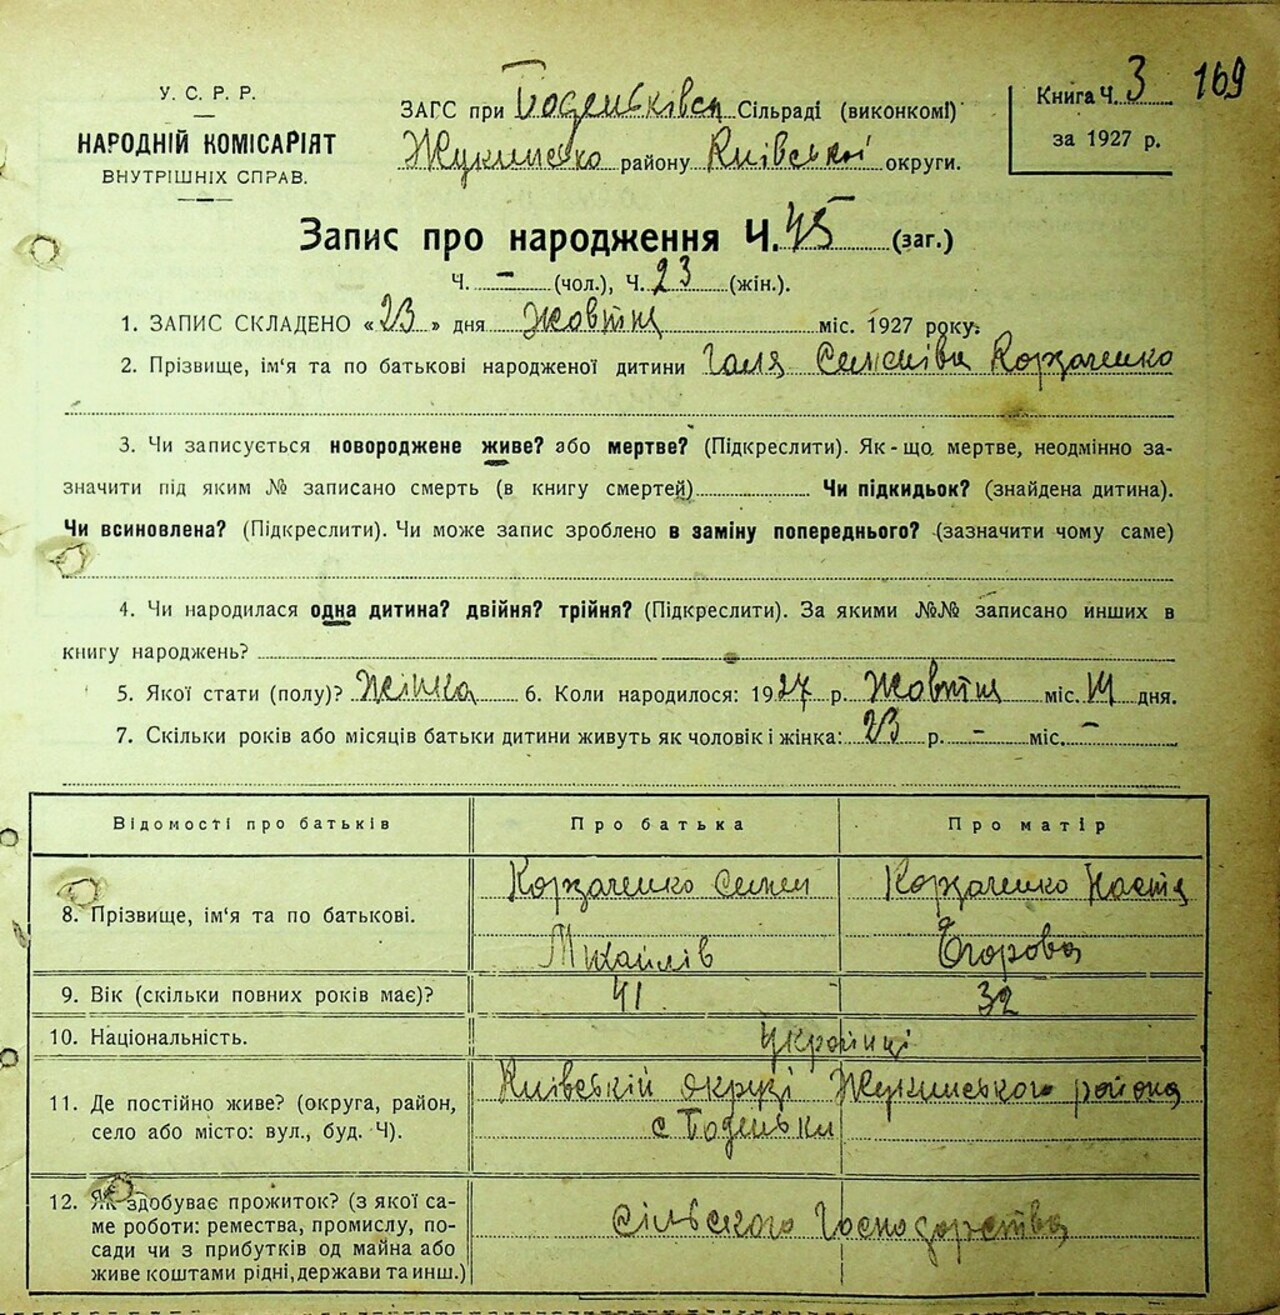 У. С. Р. Р.
НАРОДНІЙ КОМІСАРІЯТ
ВНУТРІШНІХ СПРАВ.
ЗАГС при Боденьківся Сільраді (виконкомі)
Жукинсько району Київської округи.
Книга Ч. 3 169
за 1927 р.
Запис про народження Ч. 45 (заг.)
Ч. - (чол.), Ч. 23 (жін.).
1. ЗАПИС СКЛАДЕНО « 23 » дня Жовтня міс. 1927 року.
2. Прізвище, ім'я та по батькові народженої дитини Галя Семенівна Корзаченко
3. Чи записується новороджене живе? або мертве? (Підкреслити). Як-що мертве, неодмінно за-
значити під яким № записано смерть (в книгу смертей) Чи підкидьок? (знайдена дитина).
Чи всиновлена? (Підкреслити). Чи може запис зроблено в заміну попереднього? (зазначити чому саме)
4. Чи народилася одна дитина? двійня? трійня? (Підкреслити). За якими №№ записано инших в
книгу народжень?
5. Якої стати (полу)? Жінка 6. Коли народилося: 1927 р. Жовтня міс. 14 дня.
7. Скільки років або місяців батьки дитини живуть як чоловік і жінка: 23 р. - міс. -
Відомості про батьків Про батька Про матір
8. Прізвище, ім'я та по батькові. Корзаченко Семен Корзаченко Настя
Михайлів Єгорова
9. Вік (скільки повних років має)? 41 32
10. Національність. Українці
11. Де постійно живе? (округа, район, Київській окрузі Жукинського района
село або місто: вул., буд. Ч). с Боденьки
12. Як здобуває прожиток? (з якої са-
ме роботи: ремества, промислу, по- Сільского Господарства
сади чи з прибутків од майна або
живе коштами рідні, держави та инш.)